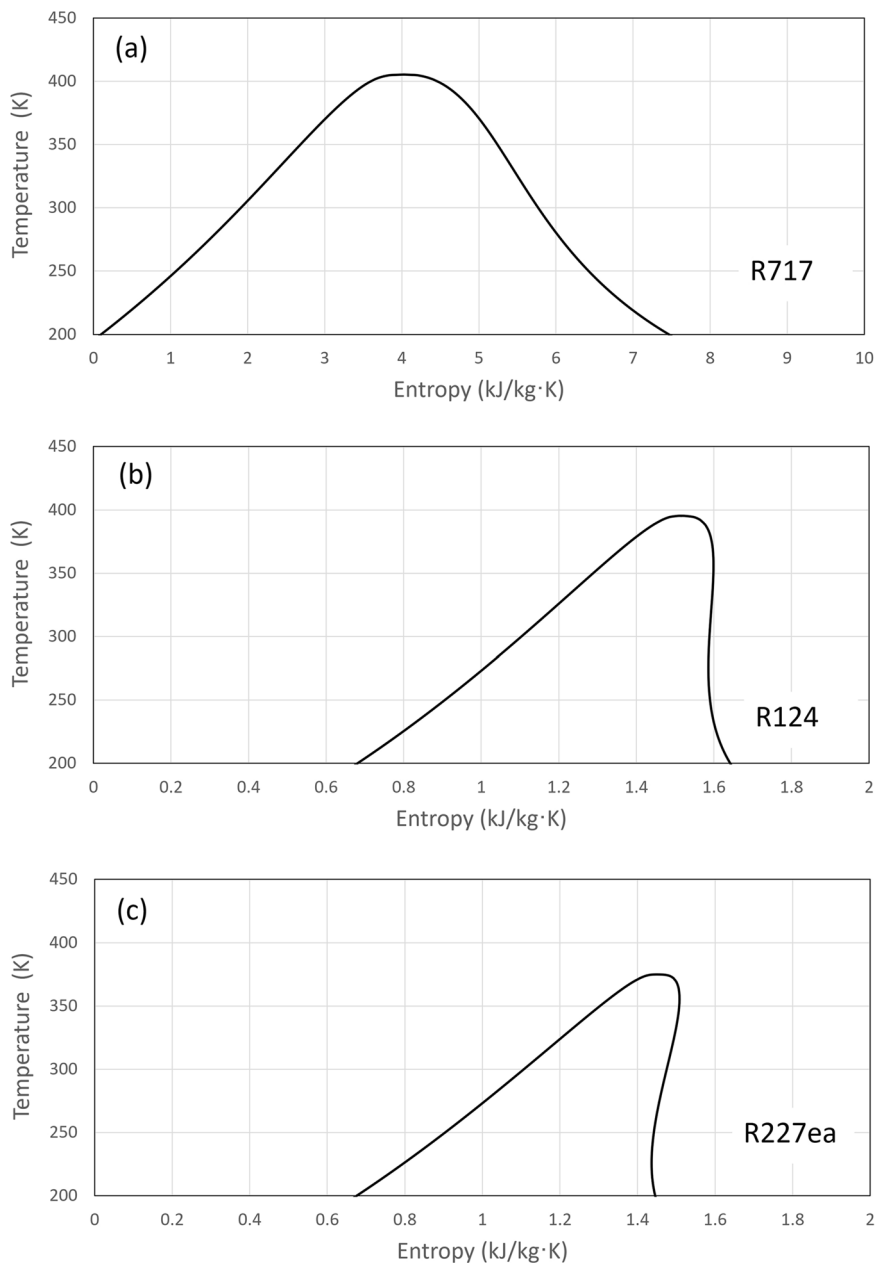 (a)
450
400
350
300
250
200
Temperature (K)
R717
0 1 2 3 4 5 6 7 8 9 10
Entropy (kJ/kg·K)
(b)
450
400
350
300
250
200
Temperature (K)
R124
0 0.2 0.4 0.6 0.8 1 1.2 1.4 1.6 1.8 2
Entropy (kJ/kg·K)
(c)
450
400
350
300
250
200
Temperature (K)
R227ea
0 0.2 0.4 0.6 0.8 1 1.2 1.4 1.6 1.8 2
Entropy (kJ/kg·K)